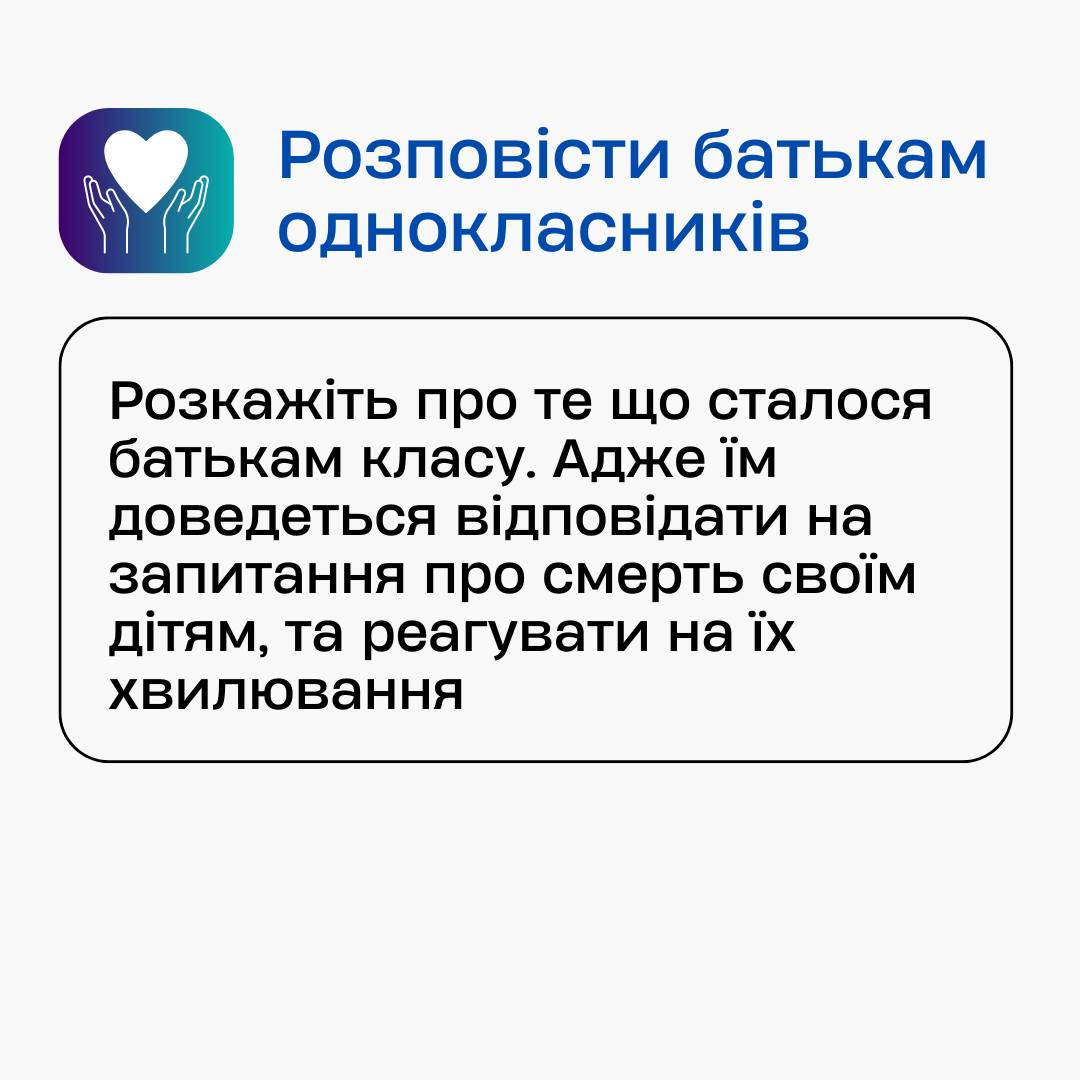 Розповісти батькам
однокласників
Розкажіть про те що сталося
батькам класу. Адже їм
доведеться відповідати на
запитання про смерть своїм
дітям, та реагувати на їх
хвилювання